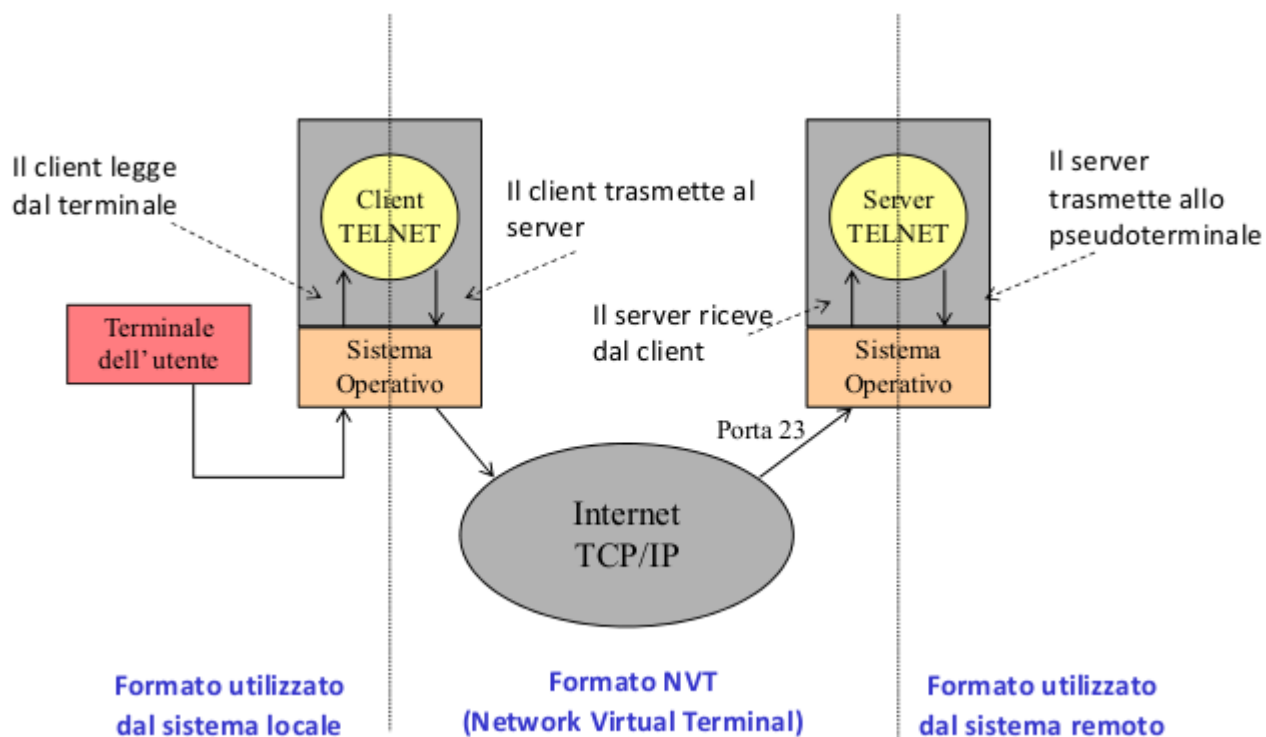 Il client legge
dal terminale
Client
TELNET
Il client trasmette al
server
Server
TELNET
Il server
trasmette allo
pseudoterminale
Terminale
dell’utente
Sistema
Operativo
Il server riceve
dal client
Sistema
Operativo
Porta 23
Internet
TCP/IP
Formato utilizzato
dal sistema locale
Formato NVT
(Network Virtual Terminal)
Formato utilizzato
dal sistema remoto